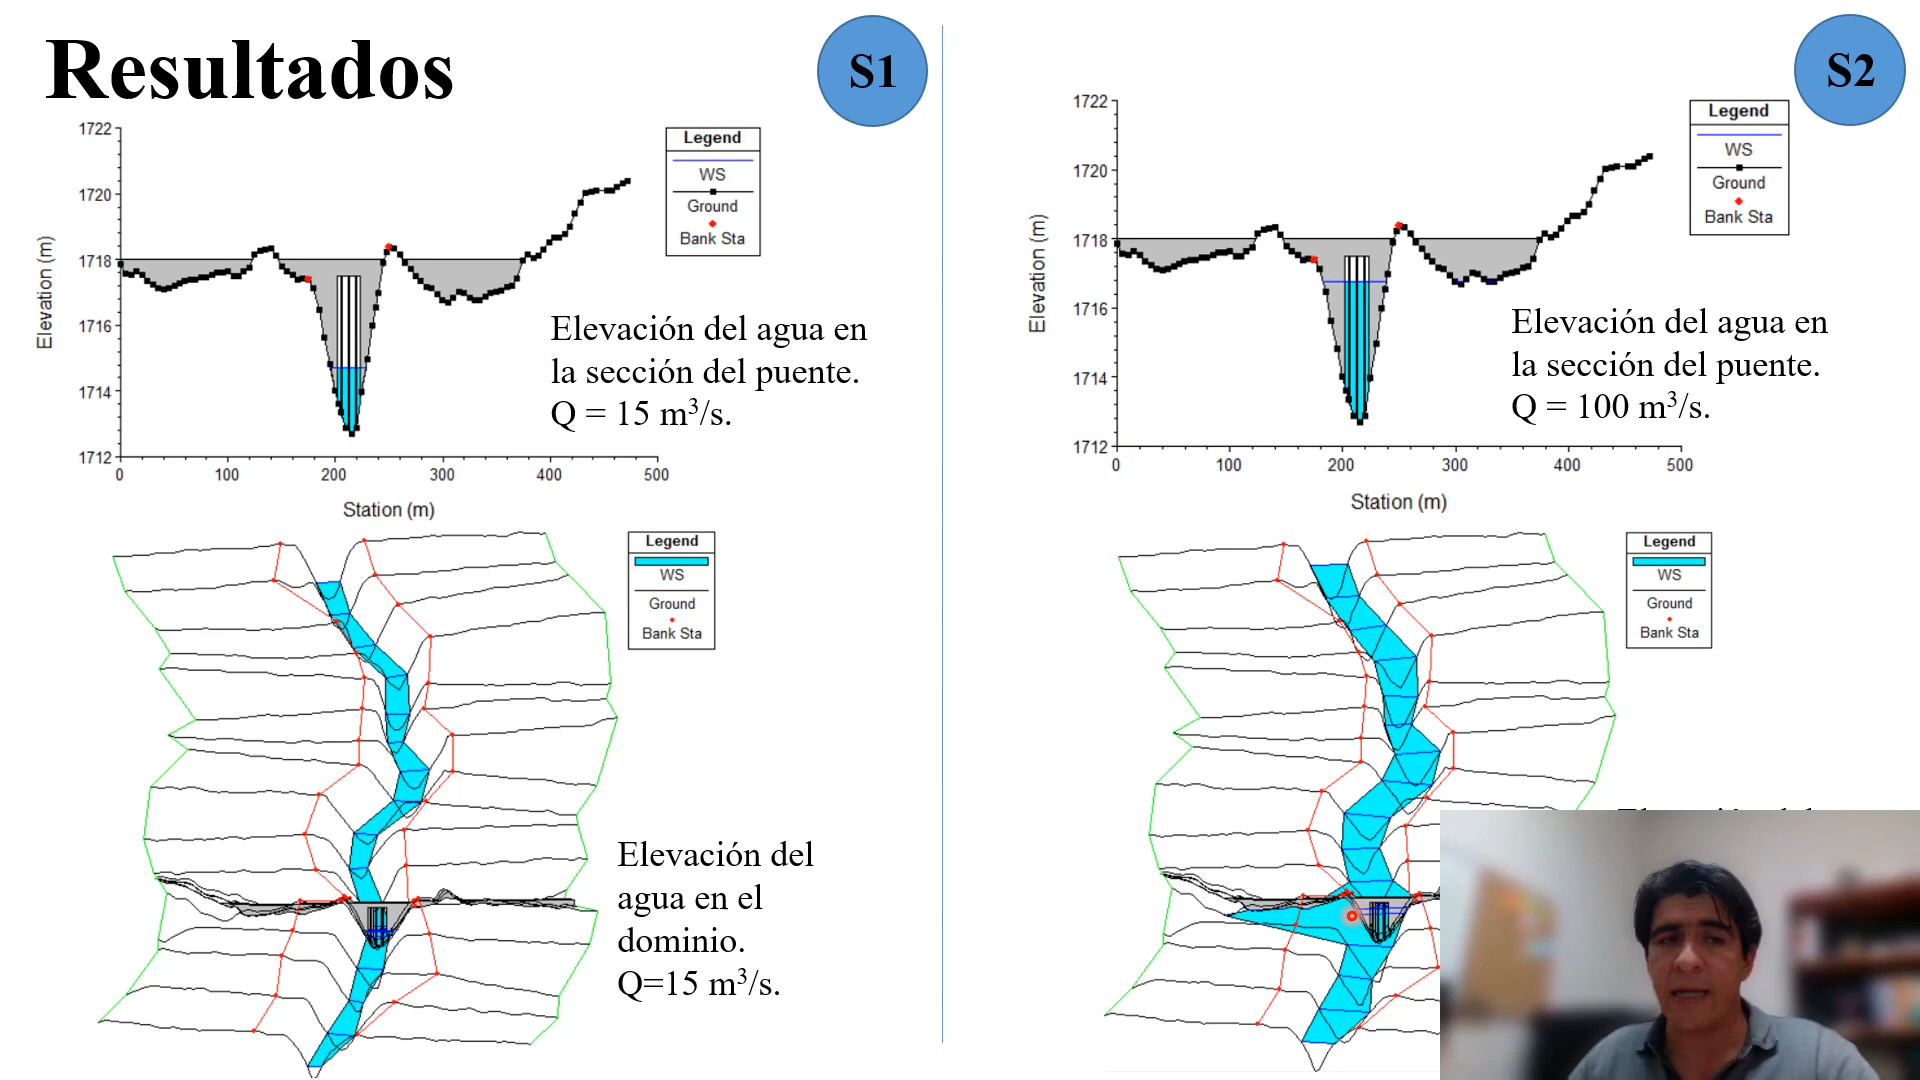 Resultados
S1
1722
1720
1718
1716
1714
1712
0
100
200
300
400
500
Elevation (m)
Station (m)
Legend
WS
Ground
Bank Sta
Elevación del agua en
la sección del puente.
Q = 15 m³/s.
Legend
WS
Ground
Bank Sta
Elevación del
agua en el
dominio.
Q=15 m³/s.
S2
1722
1720
1718
1716
1714
1712
0
100
200
300
400
500
Elevation (m)
Station (m)
Legend
WS
Ground
Bank Sta
Elevación del agua en
la sección del puente.
Q = 100 m³/s.
Legend
WS
Ground
Bank Sta